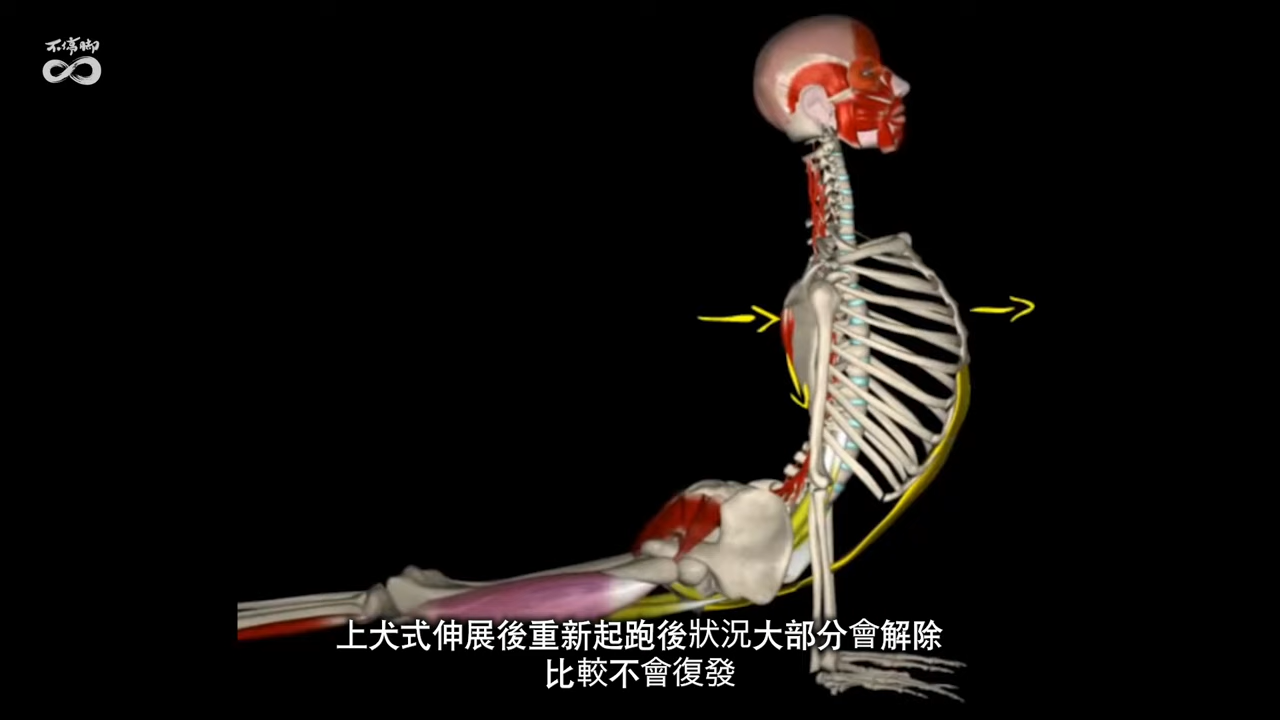 不停腳
上犬式伸展後重新起跑後狀況大部分會解除
比較不會復發